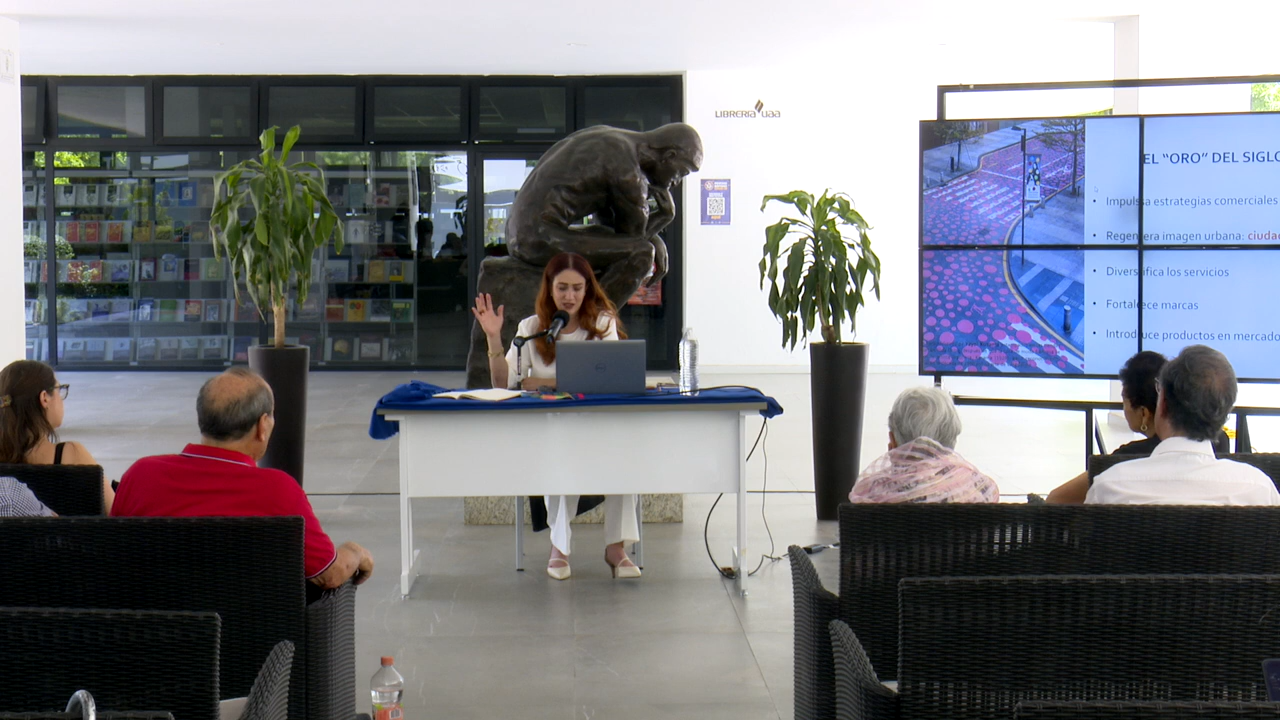 LIBRERÍA UAA
EL "ORO" DEL SIGLO
• Impulsa estrategias comerciales
• Regenera imagen urbana: ciudad
• Diversifica los servicios
• Fortalece marcas
• Introduce productos en mercado